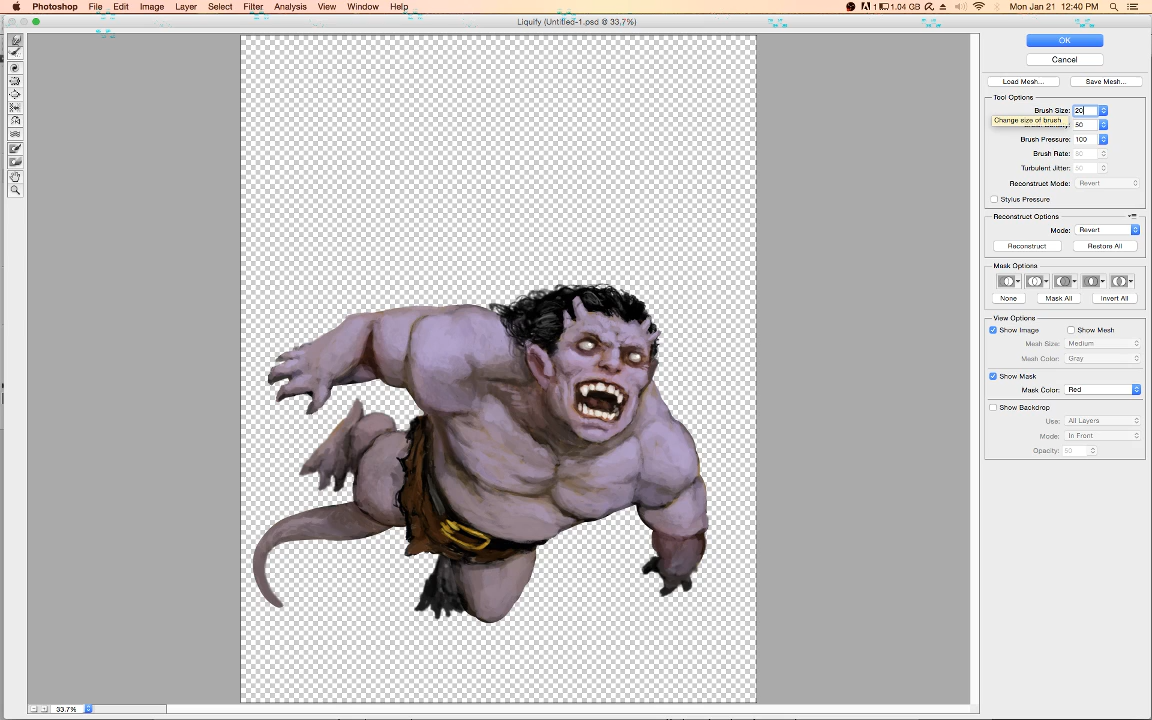 Photoshop File Edit Image Layer Select Filter Analysis View Window Help 1 1.04 GB Mon Jan 21 12:40 PM
Liquify (Untitled-1.psd @ 33.7%)
OK
Cancel
Load Mesh... Save Mesh...
Tool Options
Brush Size: 20
Change size of brush
50
Brush Pressure: 100
Brush Rate: 80
Turbulent Jitter: 50
Reconstruct Mode: Revert
Stylus Pressure
Reconstruct Options
Mode: Revert
Reconstruct Restore All
Mask Options
None Mask All Invert All
View Options
Show Image Show Mesh
Mesh Size: Medium
Mesh Color: Gray
Show Mask
Mask Color: Red
Show Backdrop
Use: All Layers
Mode: In Front
Opacity: 50
33.7%